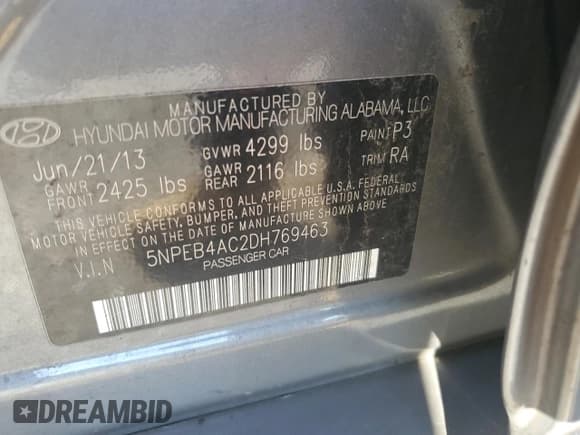 MANUFACTURED BY
HYUNDAI MOTOR MANUFACTURING ALABAMA, LLC
Jun/21/13 GVWR 4299 lbs PAINT P3
GAWR FRONT 2425 lbs GAWR REAR 2116 lbs TRIM RA
THIS VEHICLE CONFORMS TO ALL APPLICABLE U.S.A. FEDERAL
MOTOR VEHICLE SAFETY, BUMPER, AND THEFT PREVENTION STANDARDS
IN EFFECT ON THE DATE OF MANUFACTURE SHOWN ABOVE.
V.I.N 5NPEB4AC2DH769463
PASSENGER CAR
DREAMBID